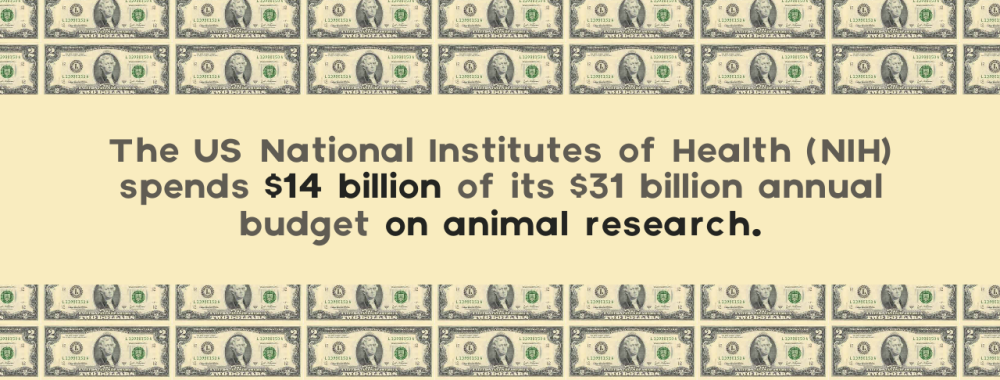 The US National Institutes of Health (NIH)
spends $14 billion of its $31 billion annual
budget on animal research.